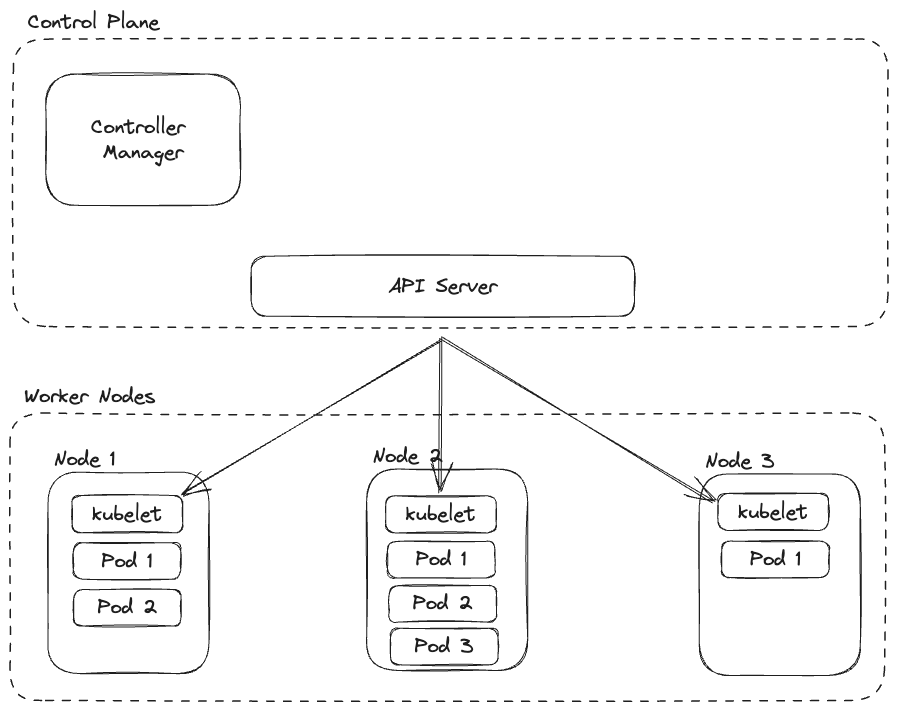 Control Plane
Controller
Manager
API Server
Worker Nodes
Node 1
Node 2
Node 3
kubelet
kubelet
kubelet
Pod 1
Pod 1
Pod 1
Pod 2
Pod 2
Pod 3